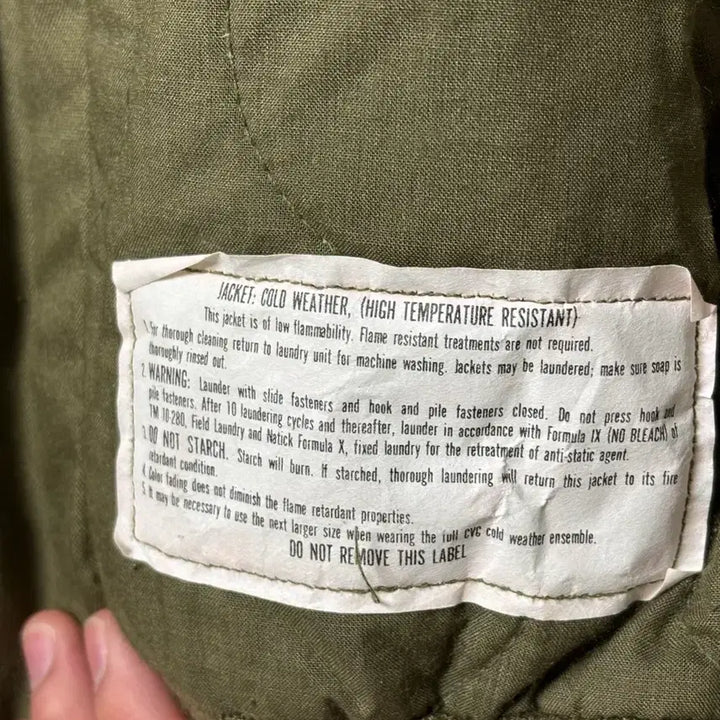 JACKET: COLD WEATHER, (HIGH TEMPERATURE RESISTANT)
This jacket is of low flammability. Flame resistant treatments are not required.
1. For thorough cleaning return to laundry unit for machine washing. Jackets may be laundered; make sure soap is
thoroughly rinsed out.
2. WARNING: Launder with slide fasteners and hook and pile fasteners closed. Do not press hook and
pile fasteners. After 10 laundering cycles and thereafter, launder in accordance with Formula IX (NO BLEACH) of
TM 10-280, Field Laundry and Natick Formula X, fixed laundry for the retreatment of anti-static agent.
3. DO NOT STARCH. Starch will burn. If starched, thorough laundering will return this jacket to its fire
retardant condition.
4. Color fading does not diminish the flame retardant properties.
5. It may be necessary to use the next larger size when wearing the full CVC cold weather ensemble.
DO NOT REMOVE THIS LABEL